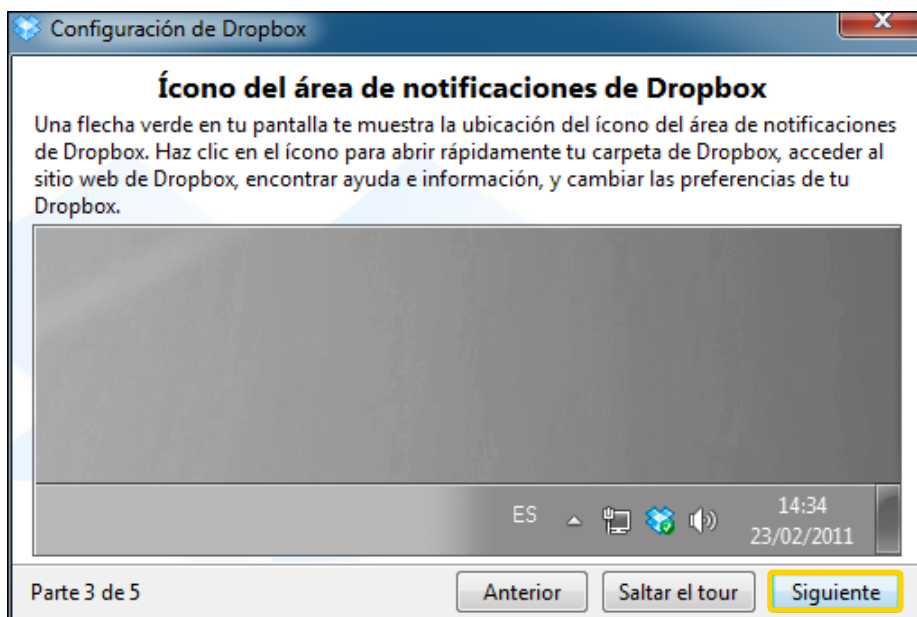 Configuración de Dropbox
Ícono del área de notificaciones de Dropbox
Una flecha verde en tu pantalla te muestra la ubicación del ícono del área de notificaciones
de Dropbox. Haz clic en el ícono para abrir rápidamente tu carpeta de Dropbox, acceder al
sitio web de Dropbox, encontrar ayuda e información, y cambiar las preferencias de tu
Dropbox.
ES
14:34
23/02/2011
Parte 3 de 5
Anterior
Saltar el tour
Siguiente